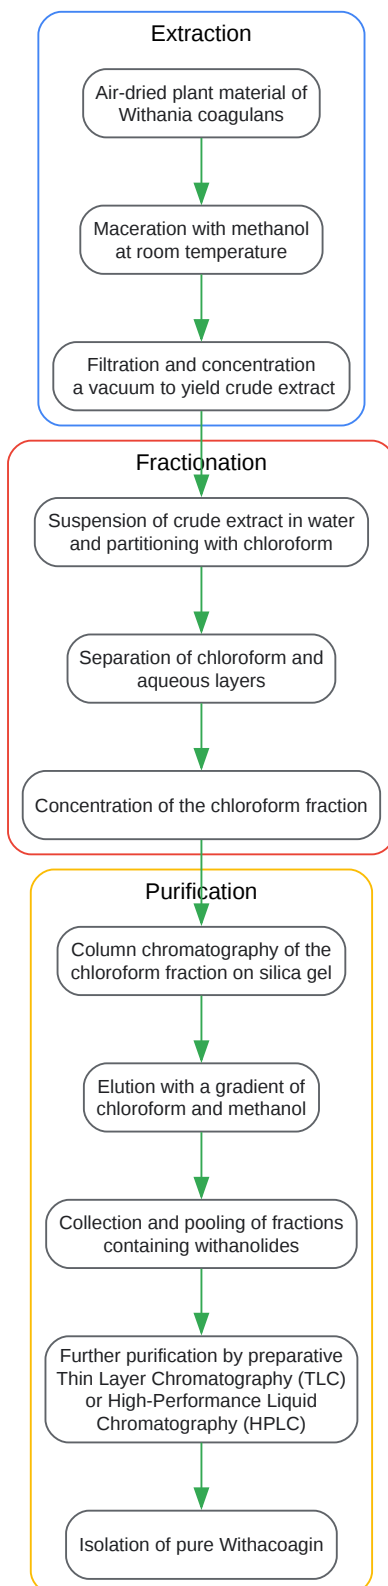 Extraction
Air-dried plant material of
Withania coagulans
Maceration with methanol
at room temperature
Filtration and concentration
a vacuum to yield crude extract
Fractionation
Suspension of crude extract in water
and partitioning with chloroform
Separation of chloroform and
aqueous layers
Concentration of the chloroform fraction
Purification
Column chromatography of the
chloroform fraction on silica gel
Elution with a gradient of
chloroform and methanol
Collection and pooling of fractions
containing withanolides
Further purification by preparative
Thin Layer Chromatography (TLC)
or High-Performance Liquid
Chromatography (HPLC)
Isolation of pure Withacoagin